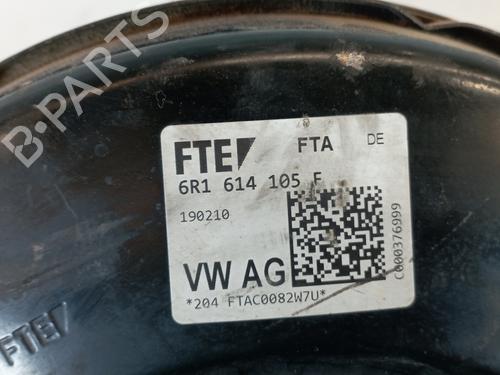 B-PARTS
FTE FTA DE
6R1 614 105
190210
VW AG
C000376999
*204 FTAC0082W7U*
FTE